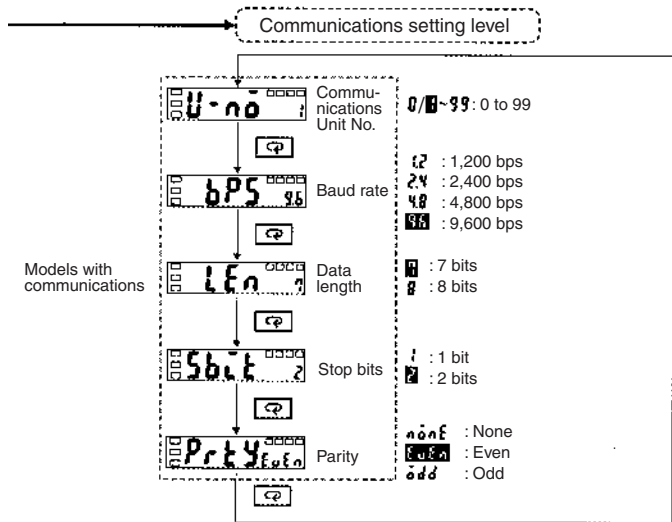 Communications setting level
U-no 1
Commu-
nications
Unit No.
0/1~99: 0 to 99
bPS 9.6
Baud rate
1.2 : 1,200 bps
2.4 : 2,400 bps
4.8 : 4,800 bps
9.6 : 9,600 bps
Models with
communications
LEn 7
Data
length
7 : 7 bits
8 : 8 bits
Sbit 2
Stop bits
1 : 1 bit
2 : 2 bits
PrtY EvEn
Parity
nonE : None
EvEn : Even
odd : Odd